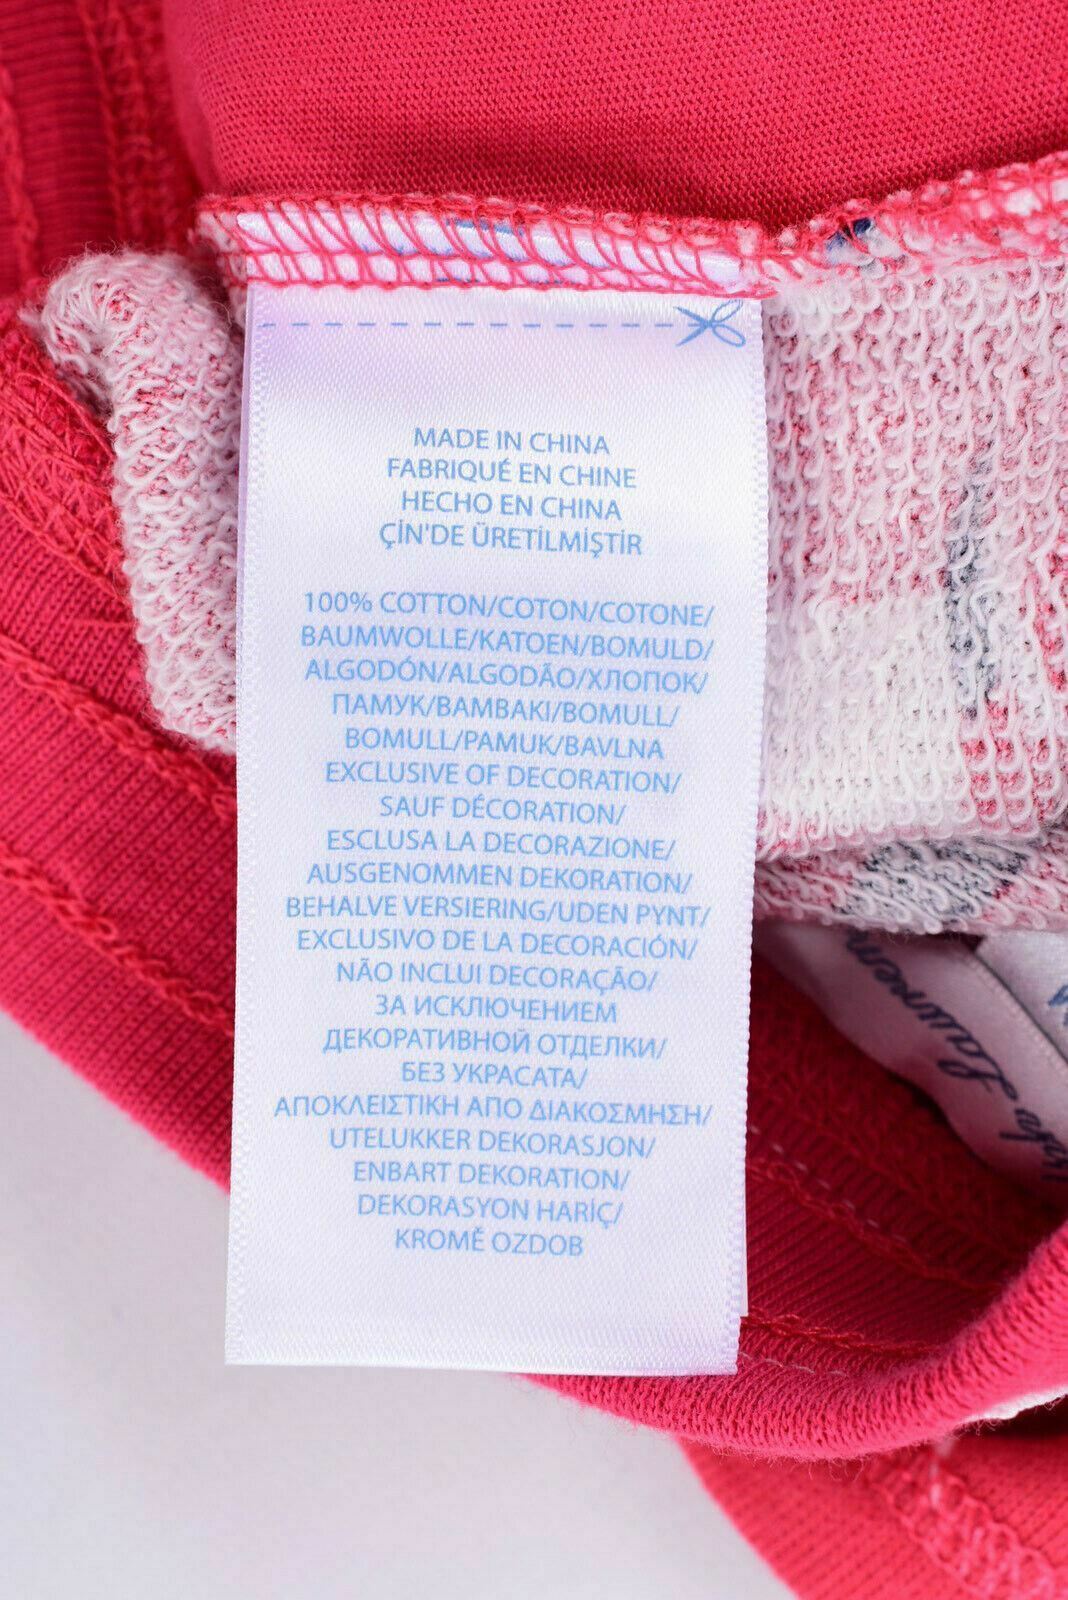 MADE IN CHINA
FABRIQUÉ EN CHINE
HECHO EN CHINA
ÇİN'DE ÜRETİLMİŞTİR
100% COTTON/COTON/COTONE/
BAUMWOLLE/KATOEN/BOMULD/
ALGODÓN/ALGODÃO/ХЛОПОК/
ПАМУК/BAMBAKI/BOMULL/
BOMULL/PAMUK/BAVLNA
EXCLUSIVE OF DECORATION/
SAUF DÉCORATION/
ESCLUSA LA DECORAZIONE/
AUSGENOMMEN DEKORATION/
BEHALVE VERSIERING/UDEN PYNT/
EXCLUSIVO DE LA DECORACIÓN/
NÃO INCLUI DECORAÇÃO/
ЗА ИСКЛЮЧЕНИЕМ
ДЕКОРАТИВНОЙ ОТДЕЛКИ/
БЕЗ УКРАСАТА/
ΑΠΟΚΛΕΙΣΤΙΚΗ ΑΠΟ ΔΙΑΚΟΣΜΗΣΗ/
UTELUKKER DEKORASJON/
ENBART DEKORATION/
DEKORASYON HARİÇ/
KROMĚ OZDOB